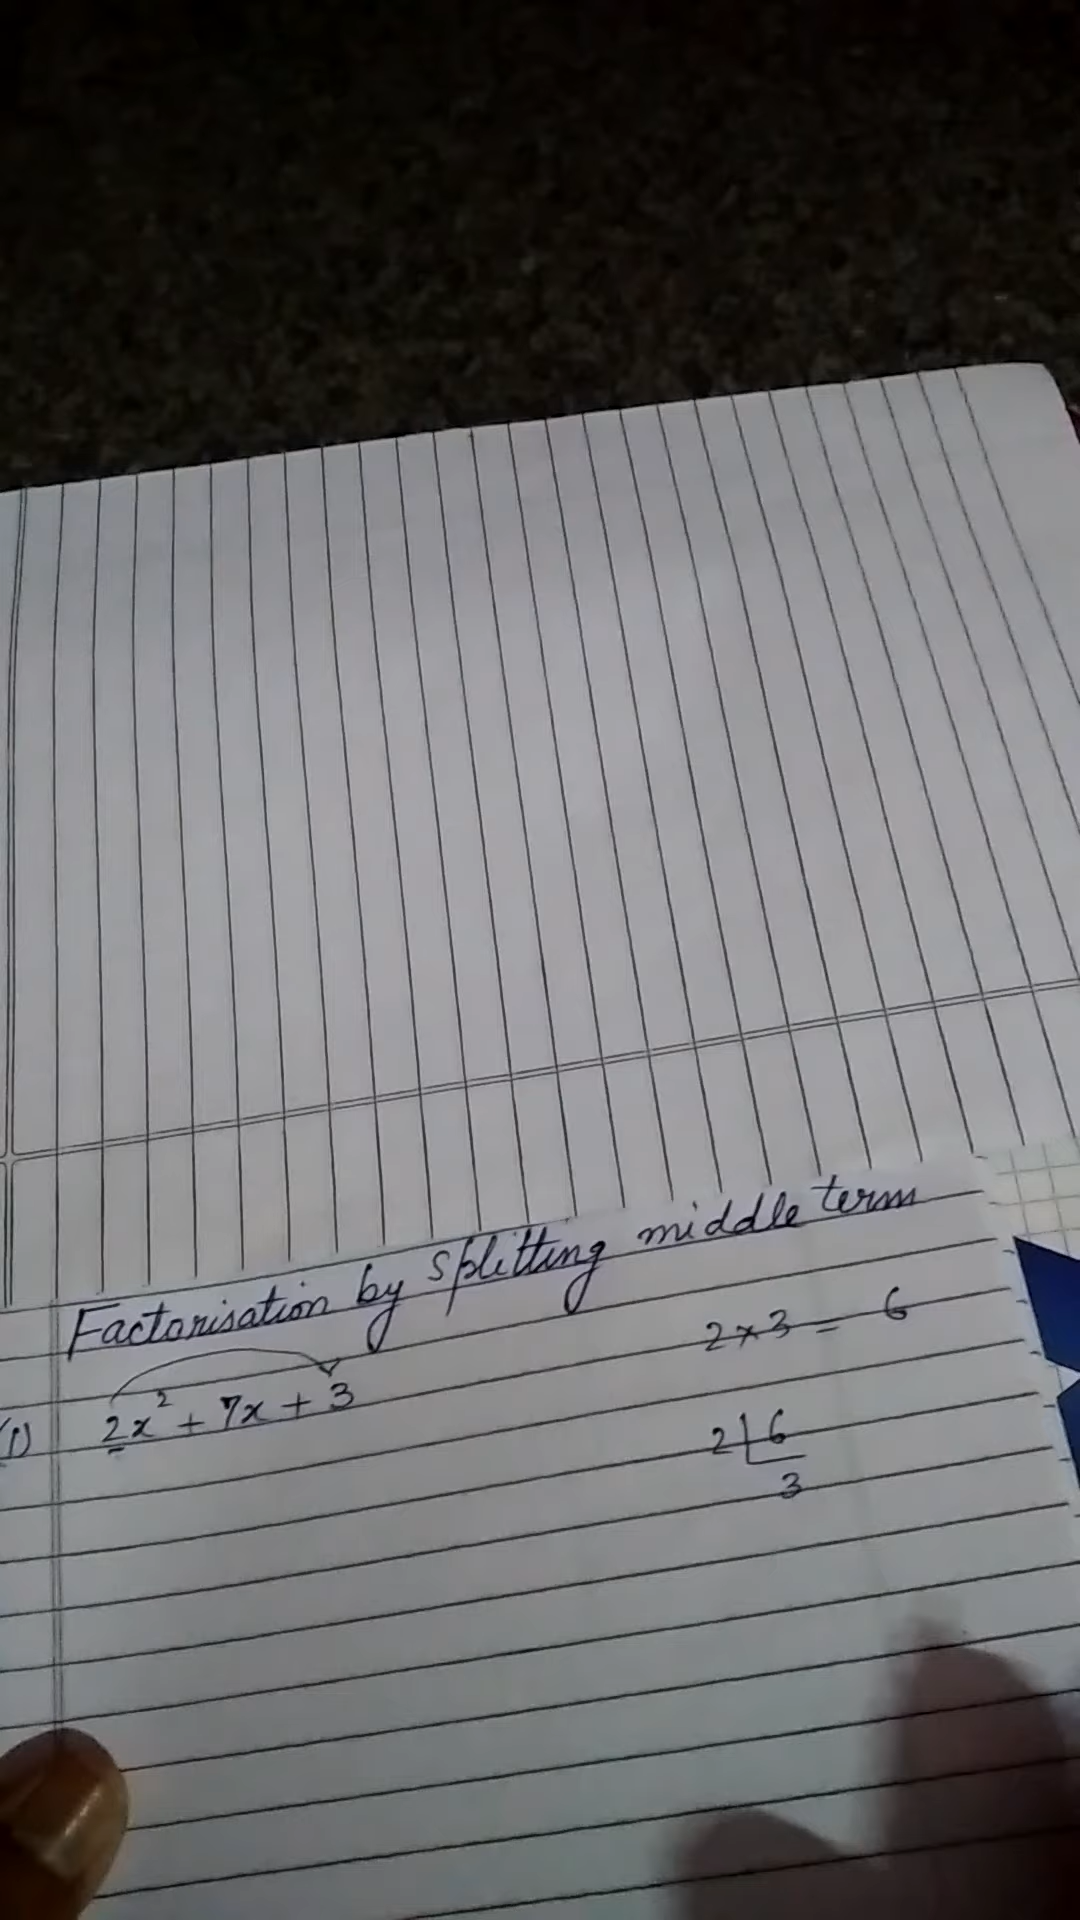 Factorisation by splitting middle term
(1) 2x² + 7x + 3
2 x 3 = 6
2 | 6
3